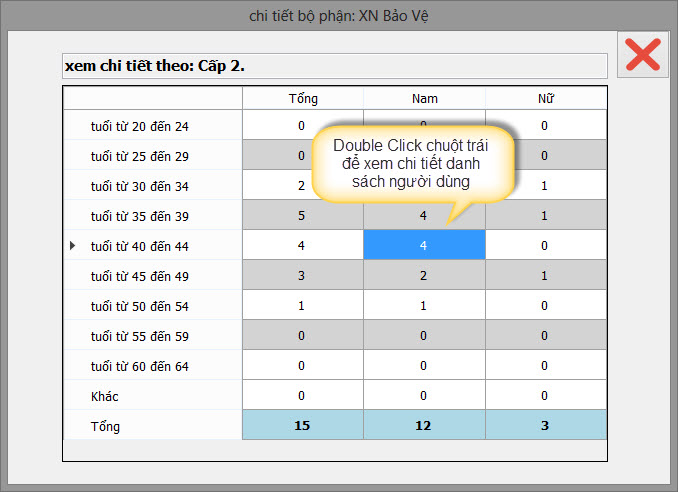 chi tiết bộ phận: XN Bảo Vệ
xem chi tiết theo: Cấp 2.
Tổng Nam Nữ
tuổi từ 20 đến 24 0 0 0
tuổi từ 25 đến 29 0 0
tuổi từ 30 đến 34 2 1
tuổi từ 35 đến 39 5 4 1
tuổi từ 40 đến 44 4 4 0
tuổi từ 45 đến 49 3 2 1
tuổi từ 50 đến 54 1 1 0
tuổi từ 55 đến 59 0 0 0
tuổi từ 60 đến 64 0 0 0
Khác 0 0 0
Tổng 15 12 3
Double Click chuột trái
để xem chi tiết danh
sách người dùng